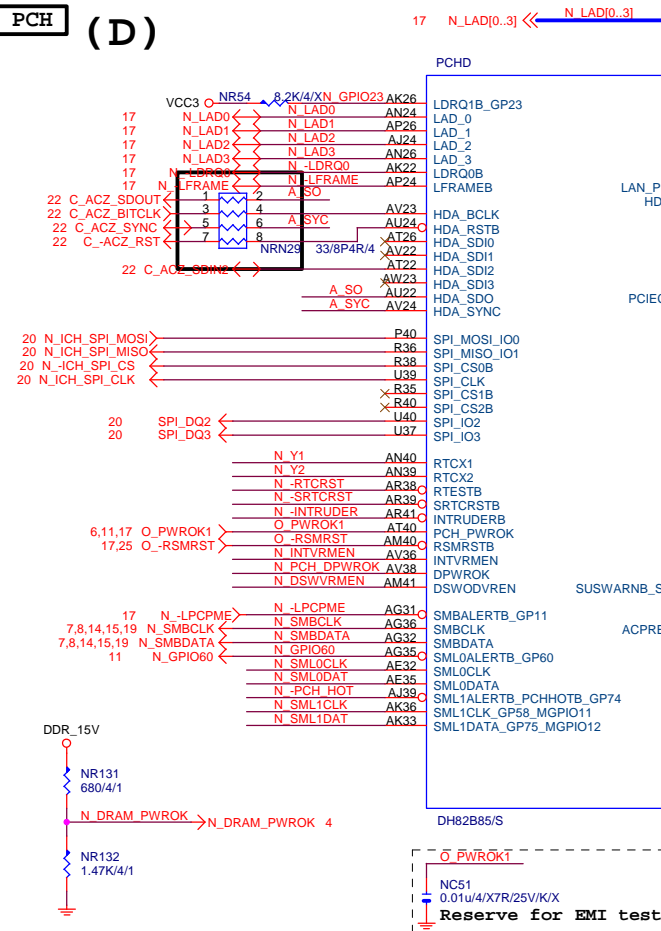 PCH (D)
17 N_LAD[0..3] N_LAD[0..3]
PCHD
VCC3 NR54 8.2K/4/X N_GPIO23 AK26 LDRQ1B_GP23
17 N_LAD0 N_LAD0 AN24 LAD_0
17 N_LAD1 N_LAD1 AP26 LAD_1
17 N_LAD2 N_LAD2 AJ24 LAD_2
17 N_LAD3 N_LAD3 AN26 LAD_3
17 N_-LDRQ0 N_-LDRQ0 AK22 LDRQ0B
17 N_-LFRAME N_-LFRAME AP24 LFRAMEB
LAN_P
HD
22 C_ACZ_SDOUT 1 2 A_SO
22 C_ACZ_BITCLK 3 4 AV23 HDA_BCLK
22 C_ACZ_SYNC 5 6 A_SYC AU24 HDA_RSTB
22 C_-ACZ_RST 7 8 AT26 HDA_SDI0
NRN29 33/8P4R/4 AV22 HDA_SDI1
22 C_ACZ_SDIN2 AT22 HDA_SDI2
AW23 HDA_SDI3
A_SO AU22 HDA_SDO
PCIEC
A_SYC AV24 HDA_SYNC
20 N_ICH_SPI_MOSI P40 SPI_MOSI_IO0
20 N_ICH_SPI_MISO R36 SPI_MISO_IO1
20 N_-ICH_SPI_CS R38 SPI_CS0B
20 N_ICH_SPI_CLK U39 SPI_CLK
R35 SPI_CS1B
R40 SPI_CS2B
20 SPI_DQ2 U40 SPI_IO2
20 SPI_DQ3 U37 SPI_IO3
N_Y1 AN40 RTCX1
N_Y2 AN39 RTCX2
N_-RTCRST AR38 RTESTB
N_-SRTCRST AR39 SRTCRSTB
N_-INTRUDER AR41 INTRUDERB
6,11,17 O_PWROK1 O_PWROK1 AT40 PCH_PWROK
17,25 O_-RSMRST O_-RSMRST AM40 RSMRSTB
N_INTVRMEN AV36 INTVRMEN
N_PCH_DPWROK AV38 DPWROK
N_DSWVRMEN AM41 DSWODVREN SUSWARNB_S
17 N_-LPCPME N_-LPCPME AG31 SMBALERTB_GP11
7,8,14,15,19 N_SMBCLK N_SMBCLK AG36 SMBCLK ACPRE
7,8,14,15,19 N_SMBDATA N_SMBDATA AG32 SMBDATA
11 N_GPIO60 N_GPIO60 AG35 SML0ALERTB_GP60
N_SML0CLK AE32 SML0CLK
N_SML0DAT AE35 SML0DATA
N_-PCH_HOT AJ39 SML1ALERTB_PCHHOTB_GP74
N_SML1CLK AK36 SML1CLK_GP58_MGPIO11
N_SML1DAT AK33 SML1DATA_GP75_MGPIO12
DDR_15V
NR131
680/4/1
N_DRAM_PWROK N_DRAM_PWROK 4
DH82B85/S
NR132
1.47K/4/1
O_PWROK1
NC51
0.01u/4/X7R/25V/K/X
Reserve for EMI test